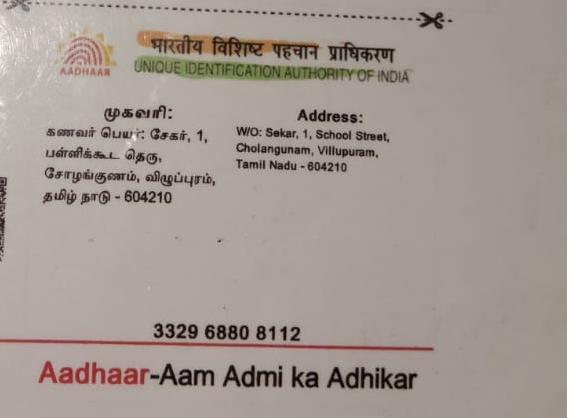 भारतीय विशिष्ट पहचान प्राधिकरण
AADHAAR
UNIQUE IDENTIFICATION AUTHORITY OF INDIA
முகவரி:
கணவர் பெயர்: சேகர், 1,
பள்ளிக்கூட தெரு,
சோழங்குணம், விழுப்புரம்,
தமிழ் நாடு - 604210
Address:
W/O: Sekar, 1, School Street,
Cholangunam, Villupuram,
Tamil Nadu - 604210
3329 6880 8112
Aadhaar-Aam Admi ka Adhikar